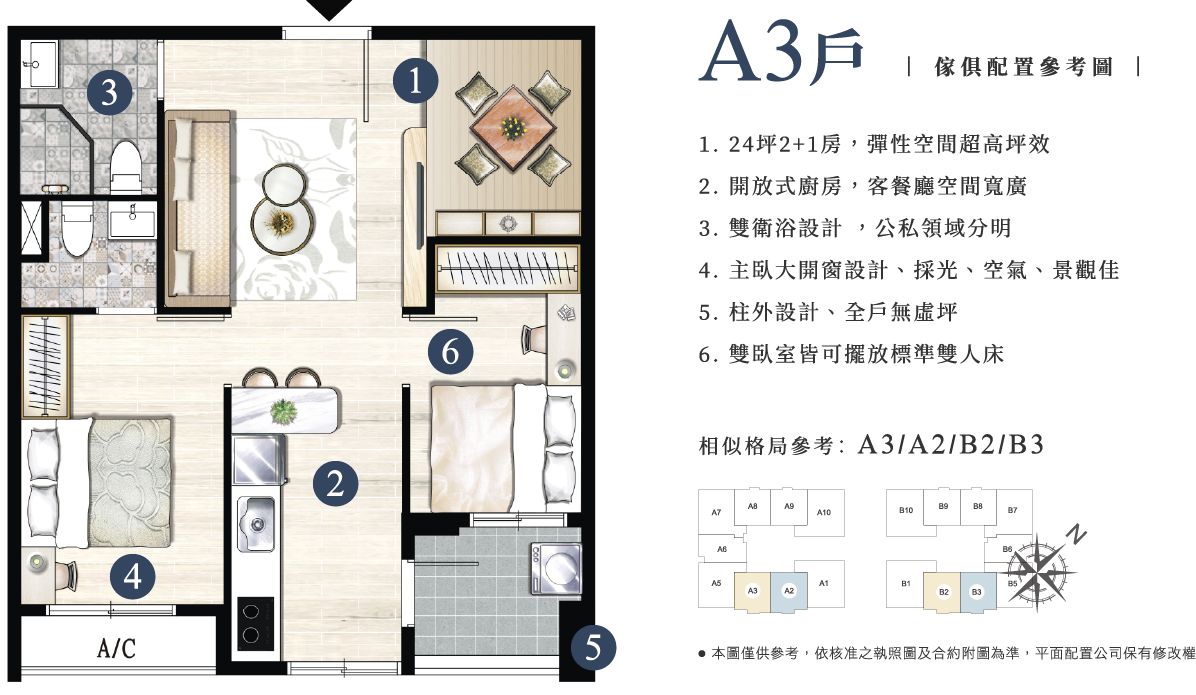 A3戶
｜ 傢俱配置參考圖 ｜
1. 24坪2+1房，彈性空間超高坪效
2. 開放式廚房，客餐廳空間寬廣
3. 雙衛浴設計 ，公私領域分明
4. 主臥大開窗設計、採光、空氣、景觀佳
5. 柱外設計、全戶無虛坪
6. 雙臥室皆可擺放標準雙人床
相似格局參考: A3/A2/B2/B3
1
3
6
2
4
5
A/C
A7 A8 A9 A10
A6
A5 A3 A2 A1
B10 B9 B8 B7
B6
B1 B2 B3 B5
N
● 本圖僅供參考，依核准之執照圖及合約附圖為準，平面配置公司保有修改權